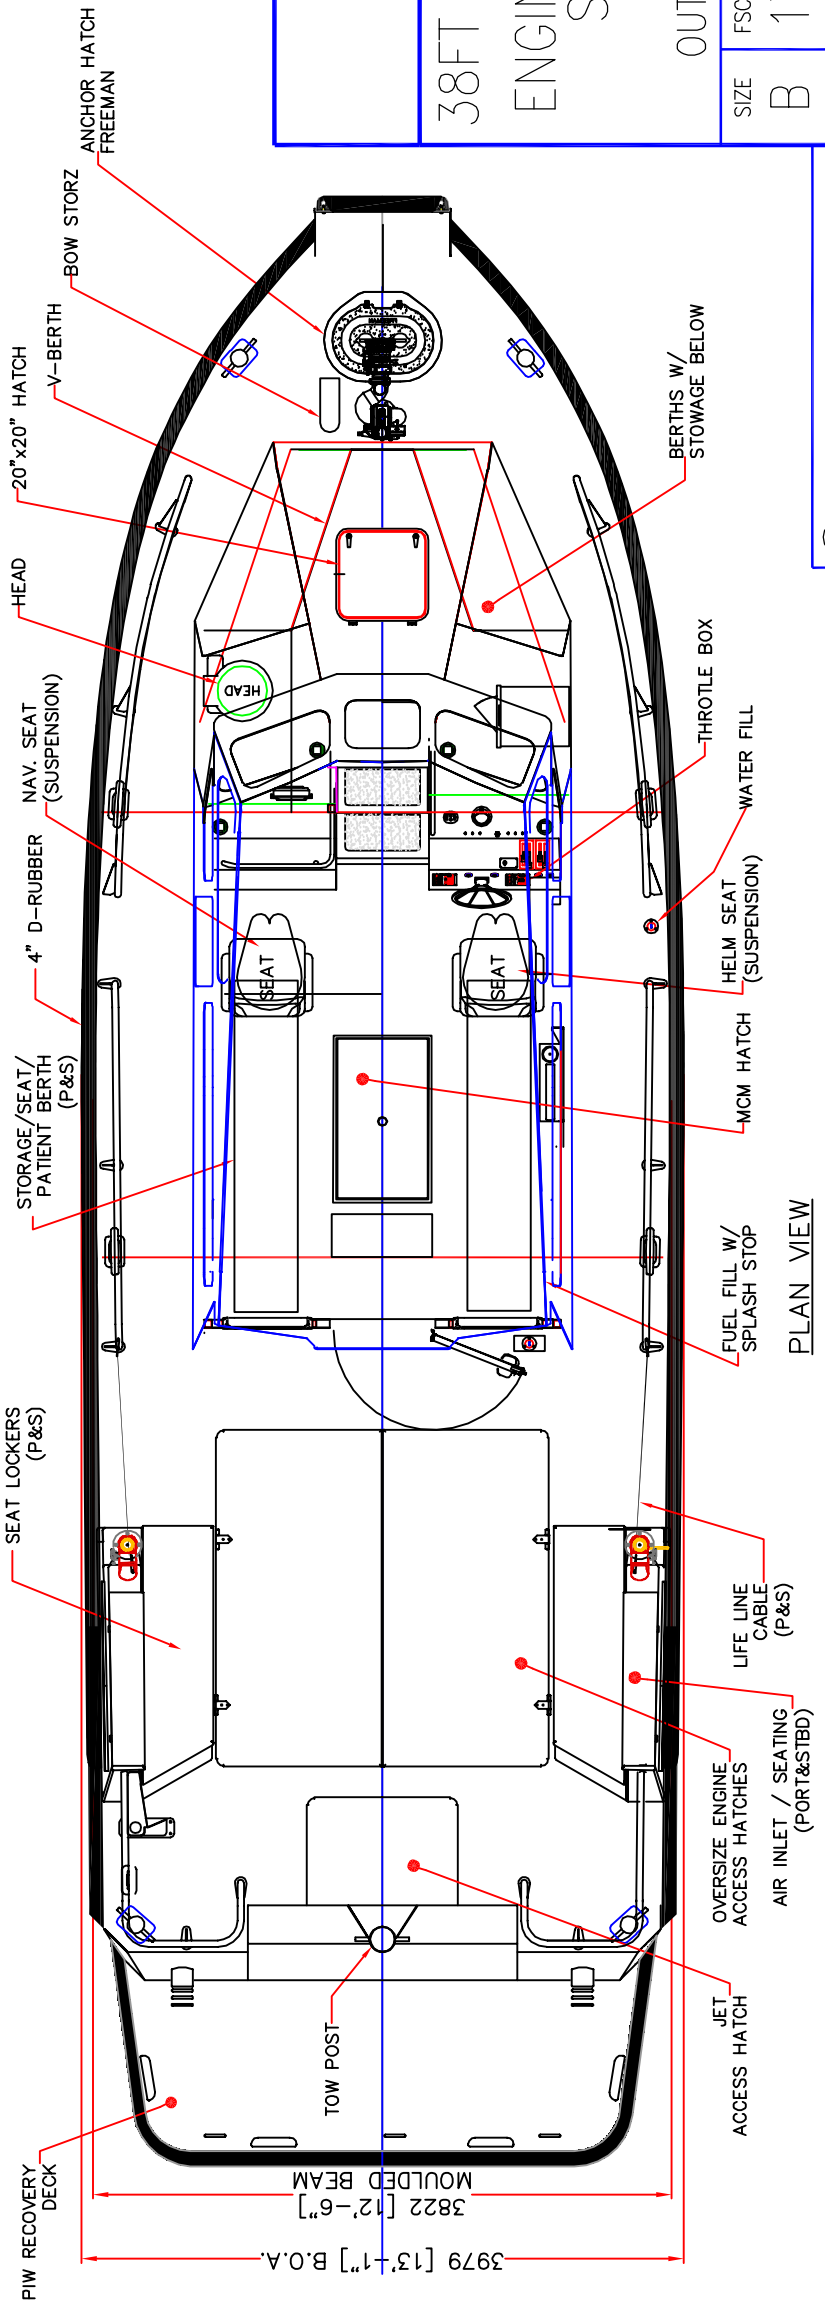 ANCHOR HATCH
FREEMAN
BOW STORZ
V-BERTH
20"x20" HATCH
HEAD
NAV. SEAT
(SUSPENSION)
4" D-RUBBER
STORAGE/SEAT/
PATIENT BERTH
(P&S)
SEAT LOCKERS
(P&S)
PIW RECOVERY
DECK
HEAD
SEAT
SEAT
BERTHS W/
STOWAGE BELOW
THROTLE BOX
WATER FILL
HELM SEAT
(SUSPENSION)
MCM HATCH
FUEL FILL W/
SPLASH STOP
LIFE LINE
CABLE
(P&S)
OVERSIZE ENGINE
ACCESS HATCHES
AIR INLET / SEATING
(PORT&STBD)
JET
ACCESS HATCH
TOW POST
3822 [12'-6"]
MOULDED BEAM
3979 [13'-1"] B.O.A.
PLAN VIEW
38FT
ENGIN
S
OUT
SIZE
B
FSC
1